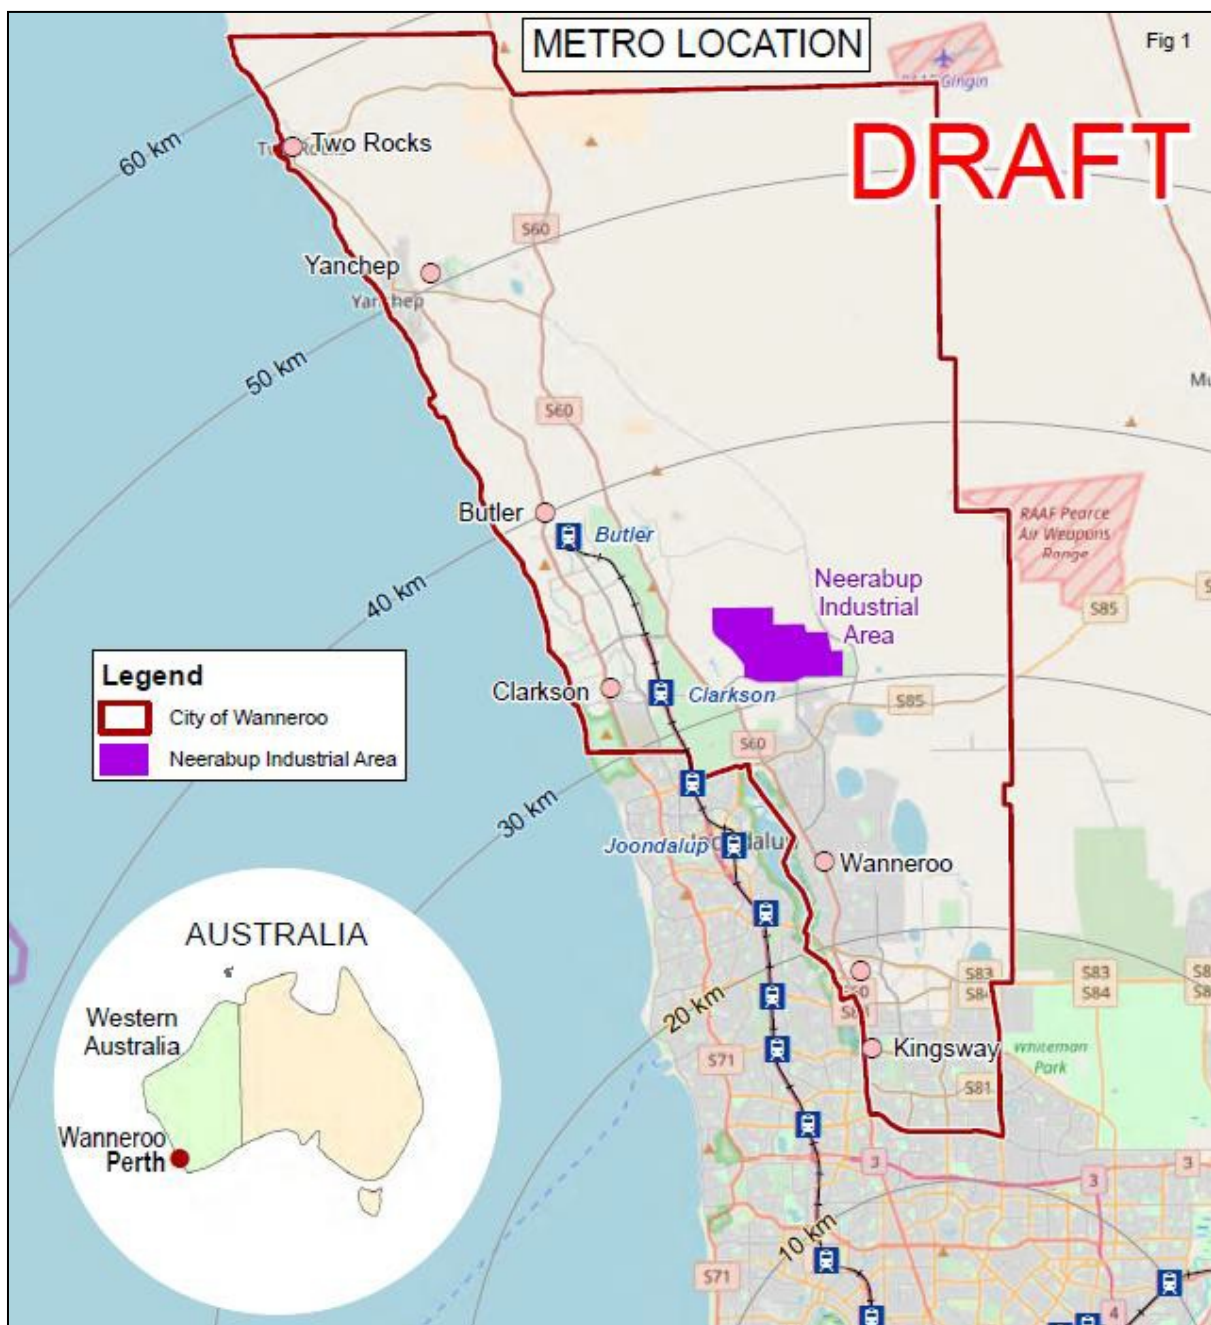 METRO LOCATION
Fig 1
DRAFT
60 km
Two Rocks
S60
Yanchep
Yanchep
50 km
S60
Butler
Butler
RAAF Pearce
Air Weapons
Range
40 km
Neerabup
Industrial
Area
S85
Legend
City of Wanneroo
Neerabup Industrial Area
Clarkson
Clarkson
S85
S60
30 km
Joondalup
Wanneroo
AUSTRALIA
Western
Australia
Wanneroo
Perth
20 km
S83
S84
S83
S84
Kingsway
Whiteman
Park
S71
S81
3
3
3
10 km
S71
4